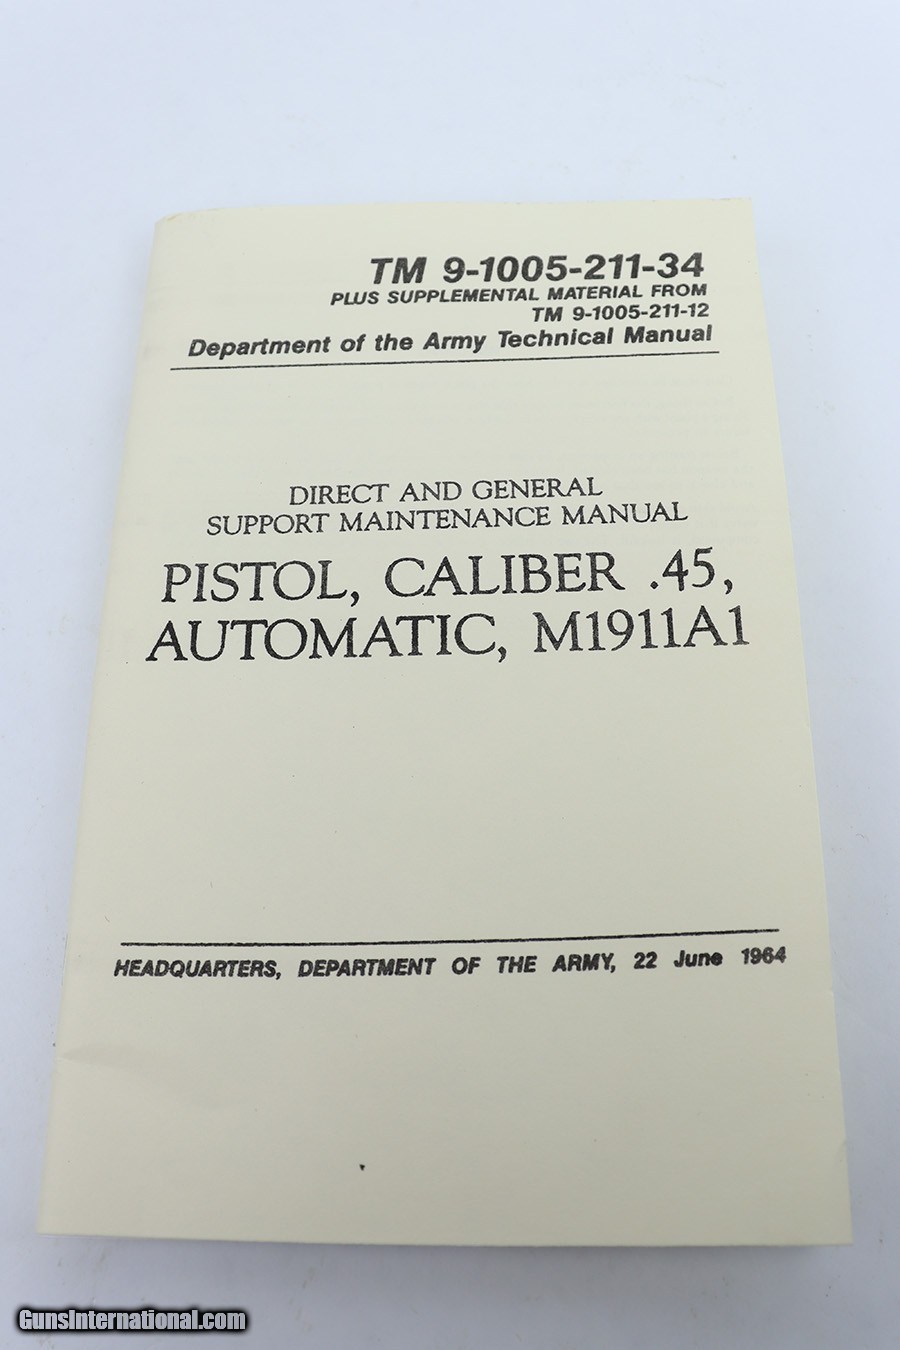 TM 9-1005-211-34
PLUS SUPPLEMENTAL MATERIAL FROM
TM 9-1005-211-12
Department of the Army Technical Manual
DIRECT AND GENERAL
SUPPORT MAINTENANCE MANUAL
PISTOL, CALIBER .45,
AUTOMATIC, M1911A1
HEADQUARTERS, DEPARTMENT OF THE ARMY, 22 June 1964
GunsInternational.com